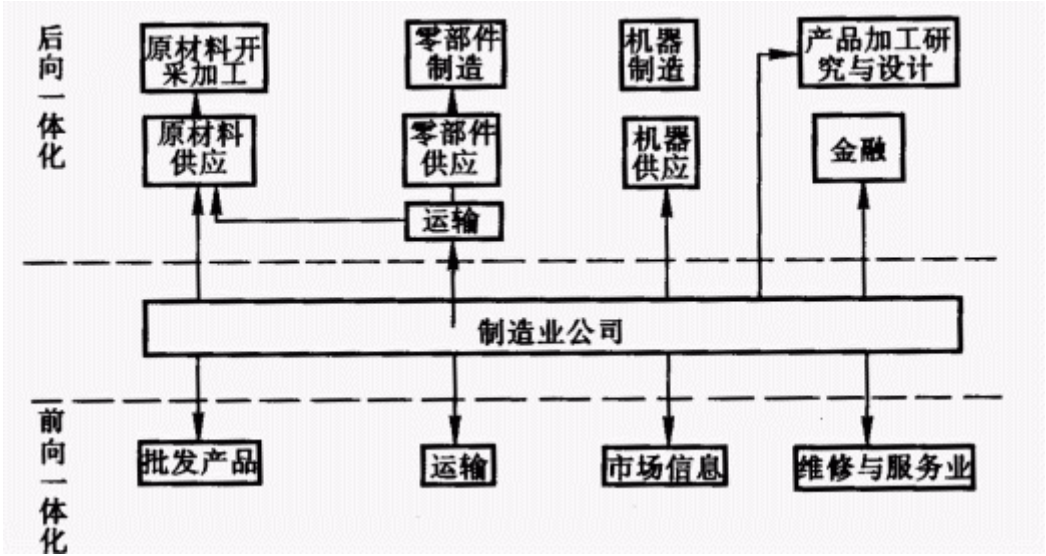 后向一体化
原材料开
采加工
零部件
制造
机器
制造
产品加工研
究与设计
原材料
供应
零部件
供应
机器
供应
金融
运输
制造业公司
前向一体化
批发产品
运输
市场信息
维修与服务业